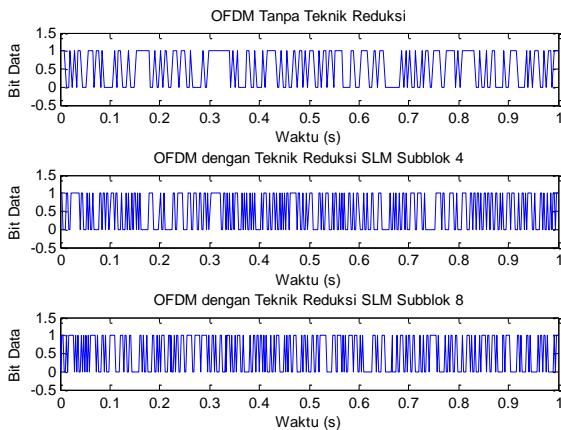 OFDM Tanpa Teknik Reduksi
1.5
1
0.5
0
-0.5
Bit Data
0 0.1 0.2 0.3 0.4 0.5 0.6 0.7 0.8 0.9 1
Waktu (s)
OFDM dengan Teknik Reduksi SLM Subblok 4
1.5
1
0.5
0
-0.5
Bit Data
0 0.1 0.2 0.3 0.4 0.5 0.6 0.7 0.8 0.9 1
Waktu (s)
OFDM dengan Teknik Reduksi SLM Subblok 8
1.5
1
0.5
0
-0.5
Bit Data
0 0.1 0.2 0.3 0.4 0.5 0.6 0.7 0.8 0.9 1
Waktu (s)